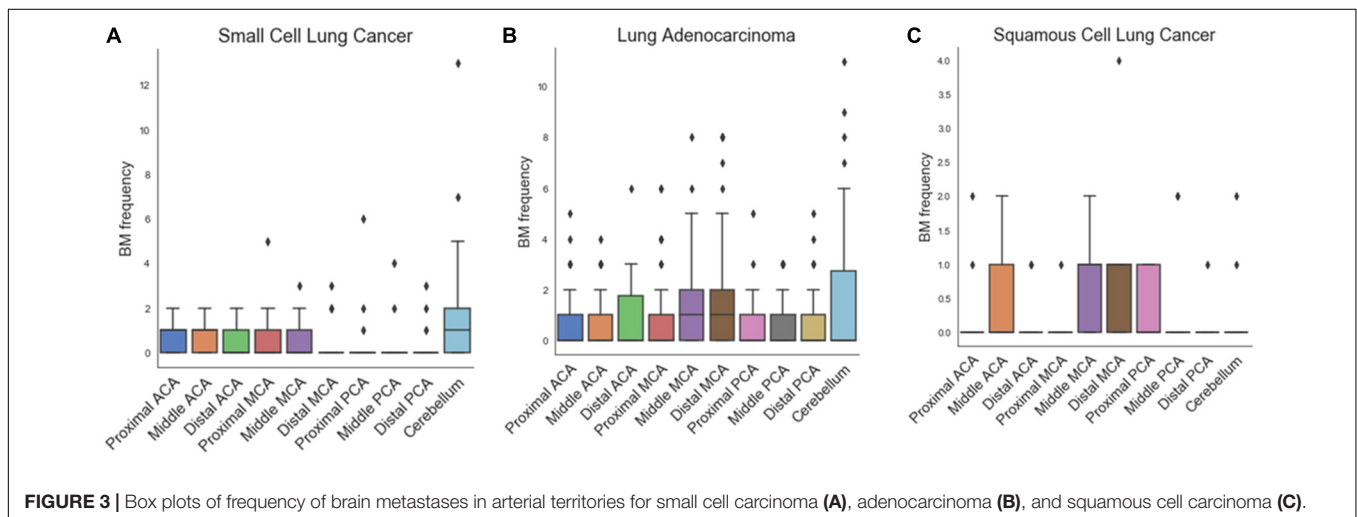 A
Small Cell Lung Cancer
BM frequency
12
10
8
6
4
2
0
Proximal ACA
Middle ACA
Distal ACA
Proximal MCA
Middle MCA
Distal MCA
Proximal PCA
Middle PCA
Distal PCA
Cerebellum
B
Lung Adenocarcinoma
BM frequency
10
8
6
4
2
0
Proximal ACA
Middle ACA
Distal ACA
Proximal MCA
Middle MCA
Distal MCA
Proximal PCA
Middle PCA
Distal PCA
Cerebellum
C
Squamous Cell Lung Cancer
BM frequency
4.0
3.5
3.0
2.5
2.0
1.5
1.0
0.5
0.0
Proximal ACA
Middle ACA
Distal ACA
Proximal MCA
Middle MCA
Distal MCA
Proximal PCA
Middle PCA
Distal PCA
Cerebellum
FIGURE 3 | Box plots of frequency of brain metastases in arterial territories for small cell carcinoma (A), adenocarcinoma (B), and squamous cell carcinoma (C).